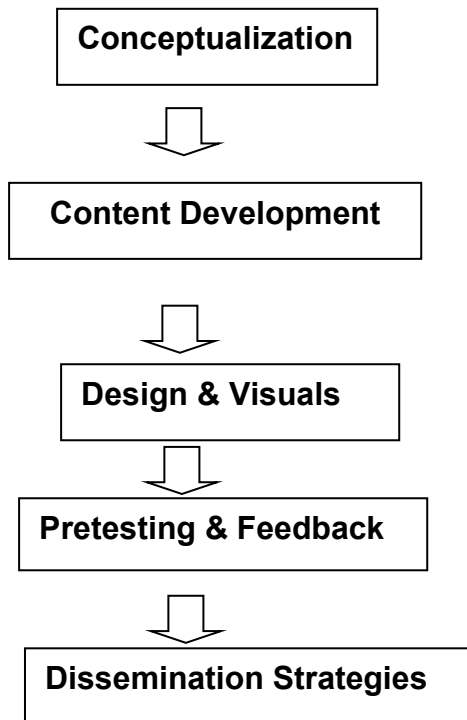 Conceptualization
Content Development
Design & Visuals
Pretesting & Feedback
Dissemination Strategies